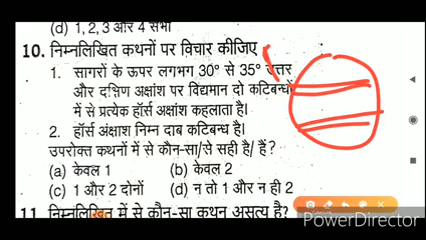 (d) 1, 2, 3 और 4 सभी
10. निम्नलिखित कथनों पर विचार कीजिए
1. सागरों के ऊपर लगभग 30° से 35° उत्तर
और दक्षिण अक्षांश पर विद्यमान दो कटिबन्धों
में से प्रत्येक हॉर्स अक्षांश कहलाता है।
2. हॉर्स अंक्षाश निम्न दाब कटिबन्ध है।
उपरोक्त कथनों में से कौन-सा/से सही है/ हैं?
(a) केवल 1 (b) केवल 2
(c) 1 और 2 दोनों (d) न तो 1 और न ही 2
11. निम्नलिखित में से कौन-सा कथन असत्य है?
PowerDirector